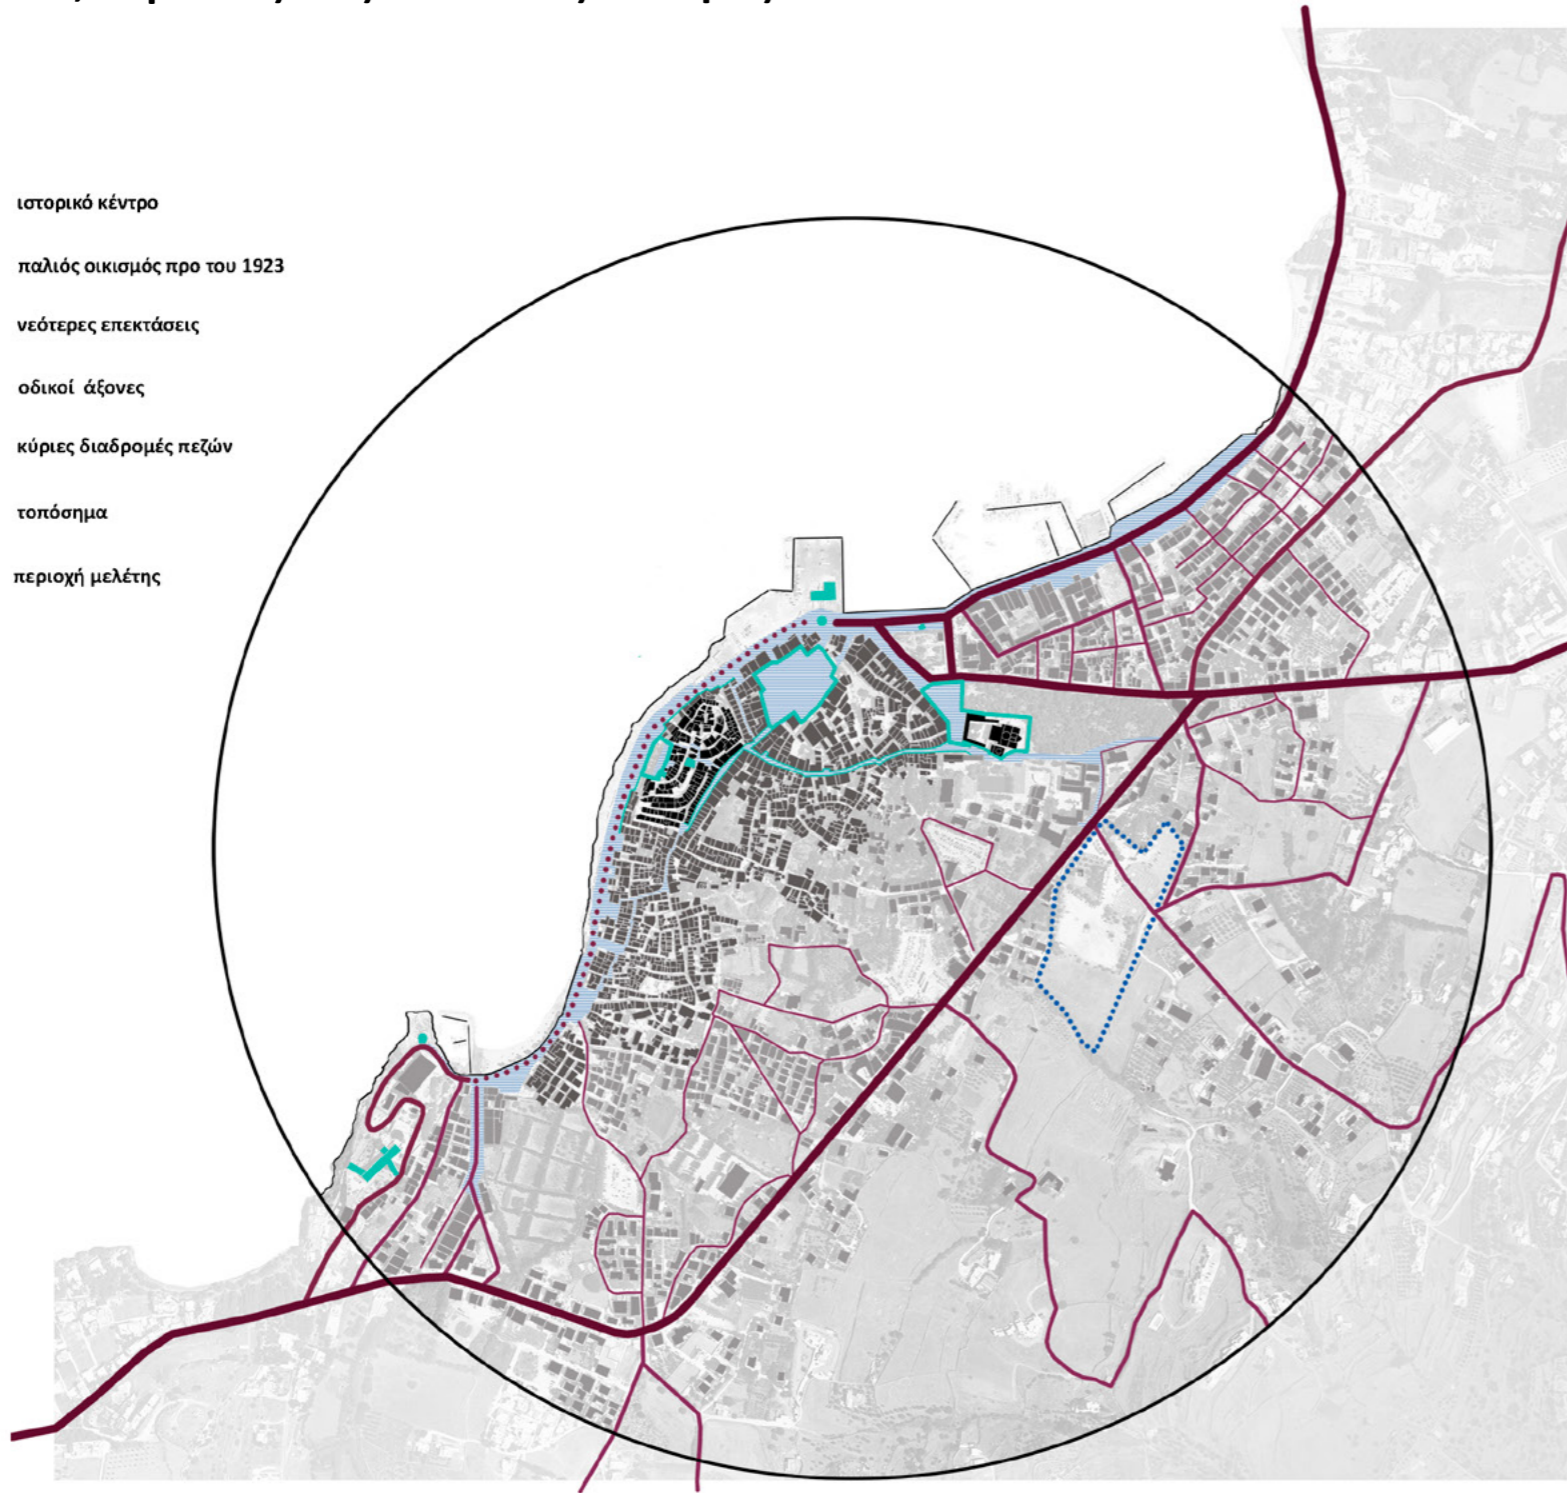 ιστορικό κέντρο
παλιός οικισμός προ του 1923
νεότερες επεκτάσεις
οδικοί άξονες
κύριες διαδρομές πεζών
τοπόσημα
περιοχή μελέτης